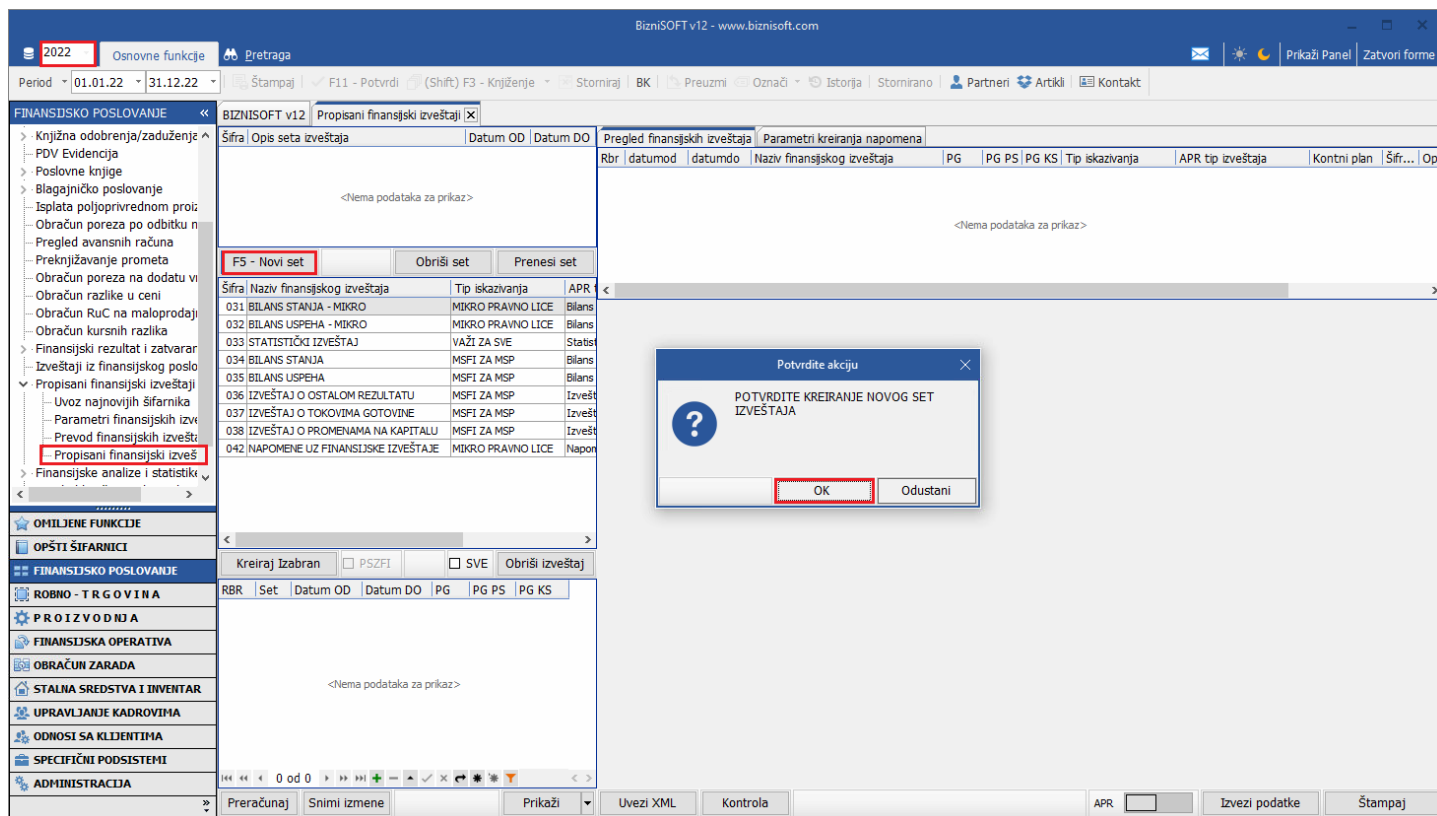 BizniSOFT v12 - www.biznisoft.com
2022 Osnovne funkcije Pretraga Prikaži Panel Zatvori forme
Period 01.01.22 31.12.22 Štampaj F11 - Potvrdi (Shift) F3 - Knjiženje Storniraj BK Preuzmi Označi Istorija Stornirano Partneri Artikli Kontakt
FINANSIJSKO POSLOVANJE «
Knjižna odobrenja/zaduženja
PDV Evidencija
Poslovne knjige
Blagajničko poslovanje
Isplata poljoprivrednom proiz
Obračun poreza po odbitku n
Pregled avansnih računa
Preknjižavanje prometa
Obračun poreza na dodatu vr
Obračun razlike u ceni
Obračun RuC na maloprodaji
Obračun kursnih razlika
Finansijski rezultat i zatvarar
Izveštaji iz finansijskog poslo
Propisani finansijski izveštaji
Uvoz najnovijih šifarnika
Parametri finansijskih izve
Prevod finansijskih izvešta
Propisani finansijski izveš
Finansijske analize i statistike
OMILJENE FUNKCIJE
OPŠTI ŠIFARNICI
FINANSIJSKO POSLOVANJE
ROBNO - T R G O V I N A
P R O I Z V O D NJ A
FINANSIJSKA OPERATIVA
OBRAČUN ZARADA
STALNA SREDSTVA I INVENTAR
UPRAVLJANJE KADROVIMA
ODNOSI SA KLIJENTIMA
SPECIFIČNI PODSISTEMI
ADMINISTRACIJA
BIZNISOFT v12 Propisani finansijski izveštaji
Šifra Opis seta izveštaja Datum OD Datum DO
<Nema podataka za prikaz>
F5 - Novi set Obriši set Prenesi set
Šifra Naziv finansijskog izveštaja Tip iskazivanja APR t
031 BILANS STANJA - MIKRO MIKRO PRAVNO LICE Bilans
032 BILANS USPEHA - MIKRO MIKRO PRAVNO LICE Bilans
033 STATISTIČKI IZVEŠTAJ VAŽI ZA SVE Statist
034 BILANS STANJA MSFI ZA MSP Bilans
035 BILANS USPEHA MSFI ZA MSP Bilans
036 IZVEŠTAJ O OSTALOM REZULTATU MSFI ZA MSP Izvešt
037 IZVEŠTAJ O TOKOVIMA GOTOVINE MSFI ZA MSP Izvešt
038 IZVEŠTAJ O PROMENAMA NA KAPITALU MSFI ZA MSP Izvešt
042 NAPOMENE UZ FINANSIJSKE IZVEŠTAJE MIKRO PRAVNO LICE Napom
Kreiraj Izabran PSZFI SVE Obriši izveštaj
RBR Set Datum OD Datum DO PG PG PS PG KS
<Nema podataka za prikaz>
0 od 0
Preračunaj Snimi izmene Prikaži
Pregled finansijskih izveštaja Parametri kreiranja napomena
Rbr datumod datumdo Naziv finansijskog izveštaja PG PG PS PG KS Tip iskazivanja APR tip izveštaja Kontni plan Šifr... Op
<Nema podataka za prikaz>
Potvrdite akciju
POTVRDITE KREIRANJE NOVOG SET
IZVEŠTAJA
OK Odustani
Uvezi XML Kontrola APR Izvezi podatke Štampaj